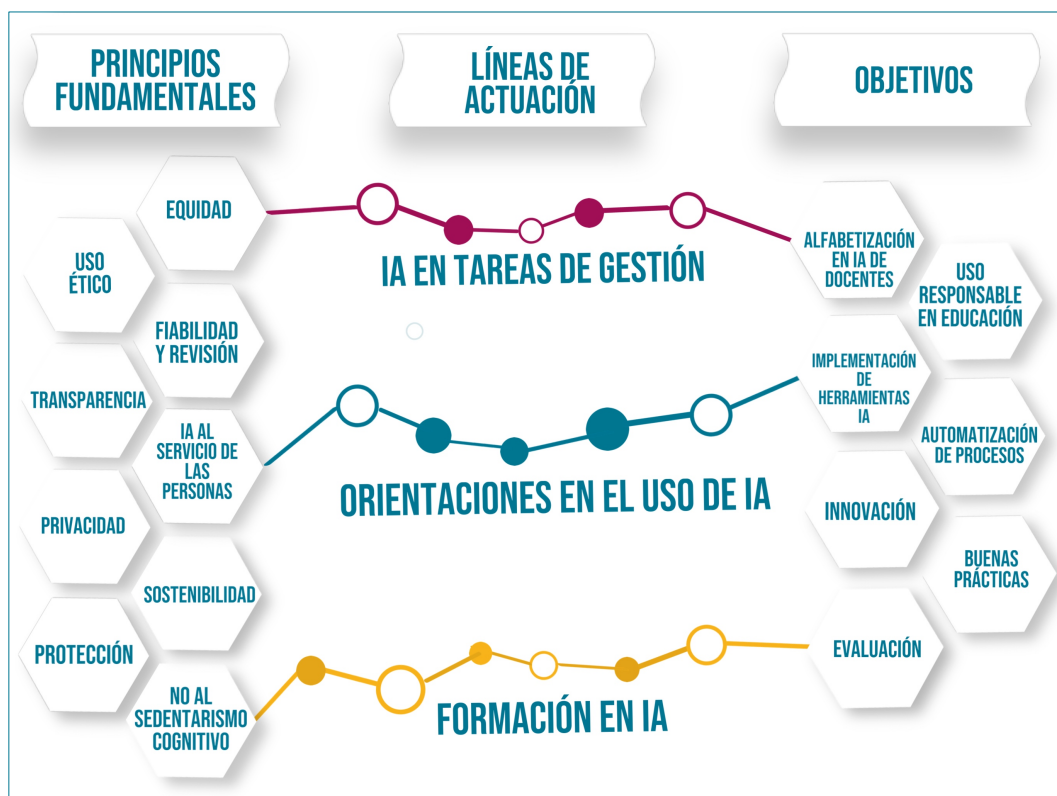 PRINCIPIOS
FUNDAMENTALES
LÍNEAS DE
ACTUACIÓN
OBJETIVOS
EQUIDAD
USO
ÉTICO
FIABILIDAD
Y REVISIÓN
TRANSPARENCIA
IA AL
SERVICIO DE
LAS
PERSONAS
PRIVACIDAD
SOSTENIBILIDAD
PROTECCIÓN
NO AL
SEDENTARISMO
COGNITIVO
IA EN TAREAS DE GESTIÓN
ORIENTACIONES EN EL USO DE IA
FORMACIÓN EN IA
ALFABETIZACIÓN
EN IA DE
DOCENTES
USO
RESPONSABLE
EN EDUCACIÓN
IMPLEMENTACIÓN
DE
HERRAMIENTAS
IA
AUTOMATIZACIÓN
DE PROCESOS
INNOVACIÓN
BUENAS
PRÁCTICAS
EVALUACIÓN